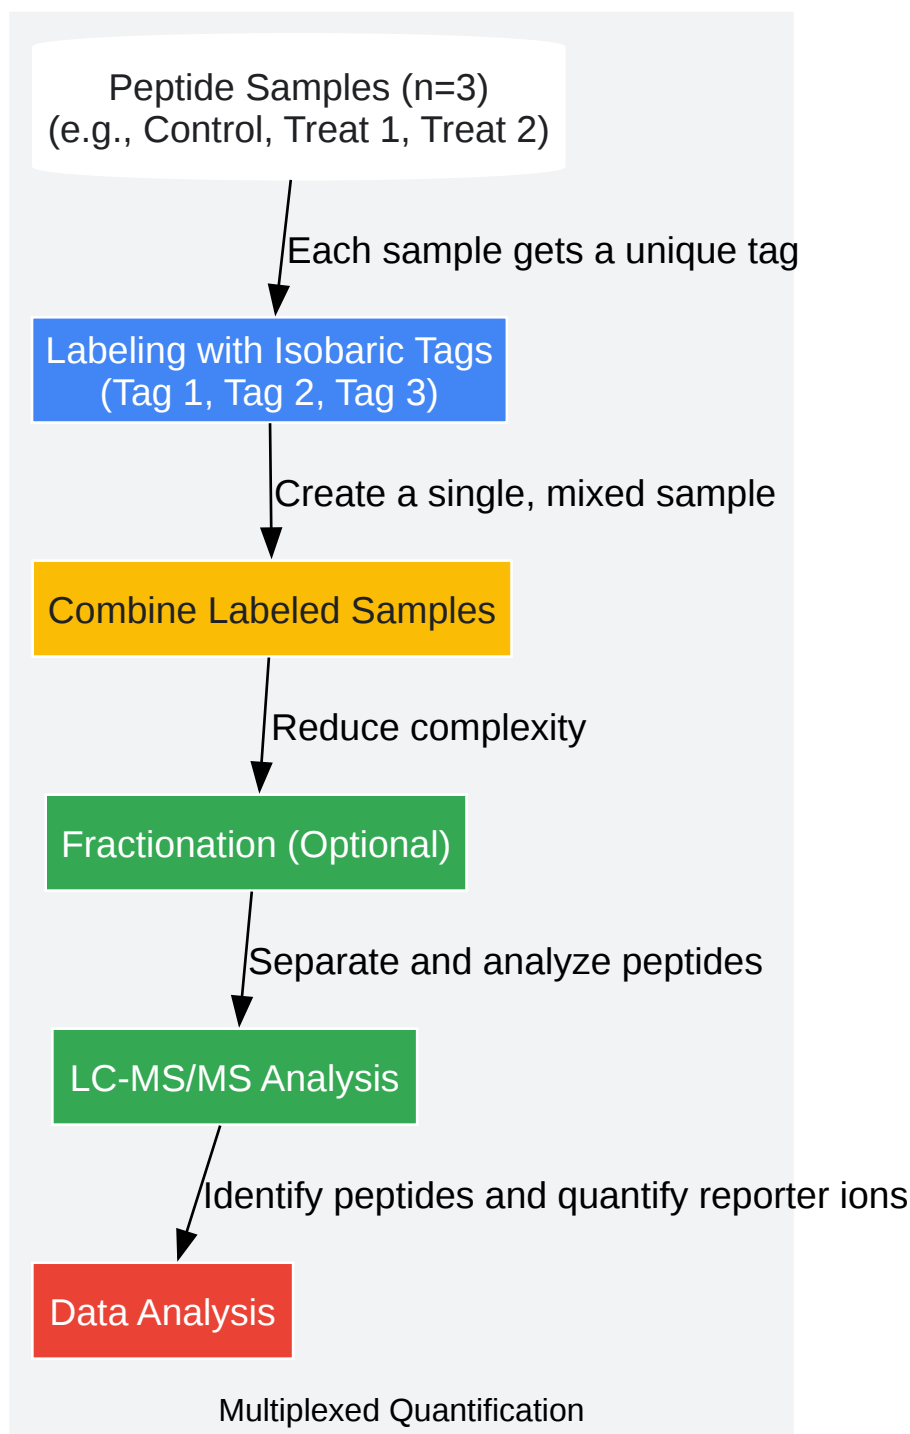 Peptide Samples (n=3)
(e.g., Control, Treat 1, Treat 2)
Each sample gets a unique tag
Labeling with Isobaric Tags
(Tag 1, Tag 2, Tag 3)
Create a single, mixed sample
Combine Labeled Samples
Reduce complexity
Fractionation (Optional)
Separate and analyze peptides
LC-MS/MS Analysis
Identify peptides and quantify reporter ions
Data Analysis
Multiplexed Quantification